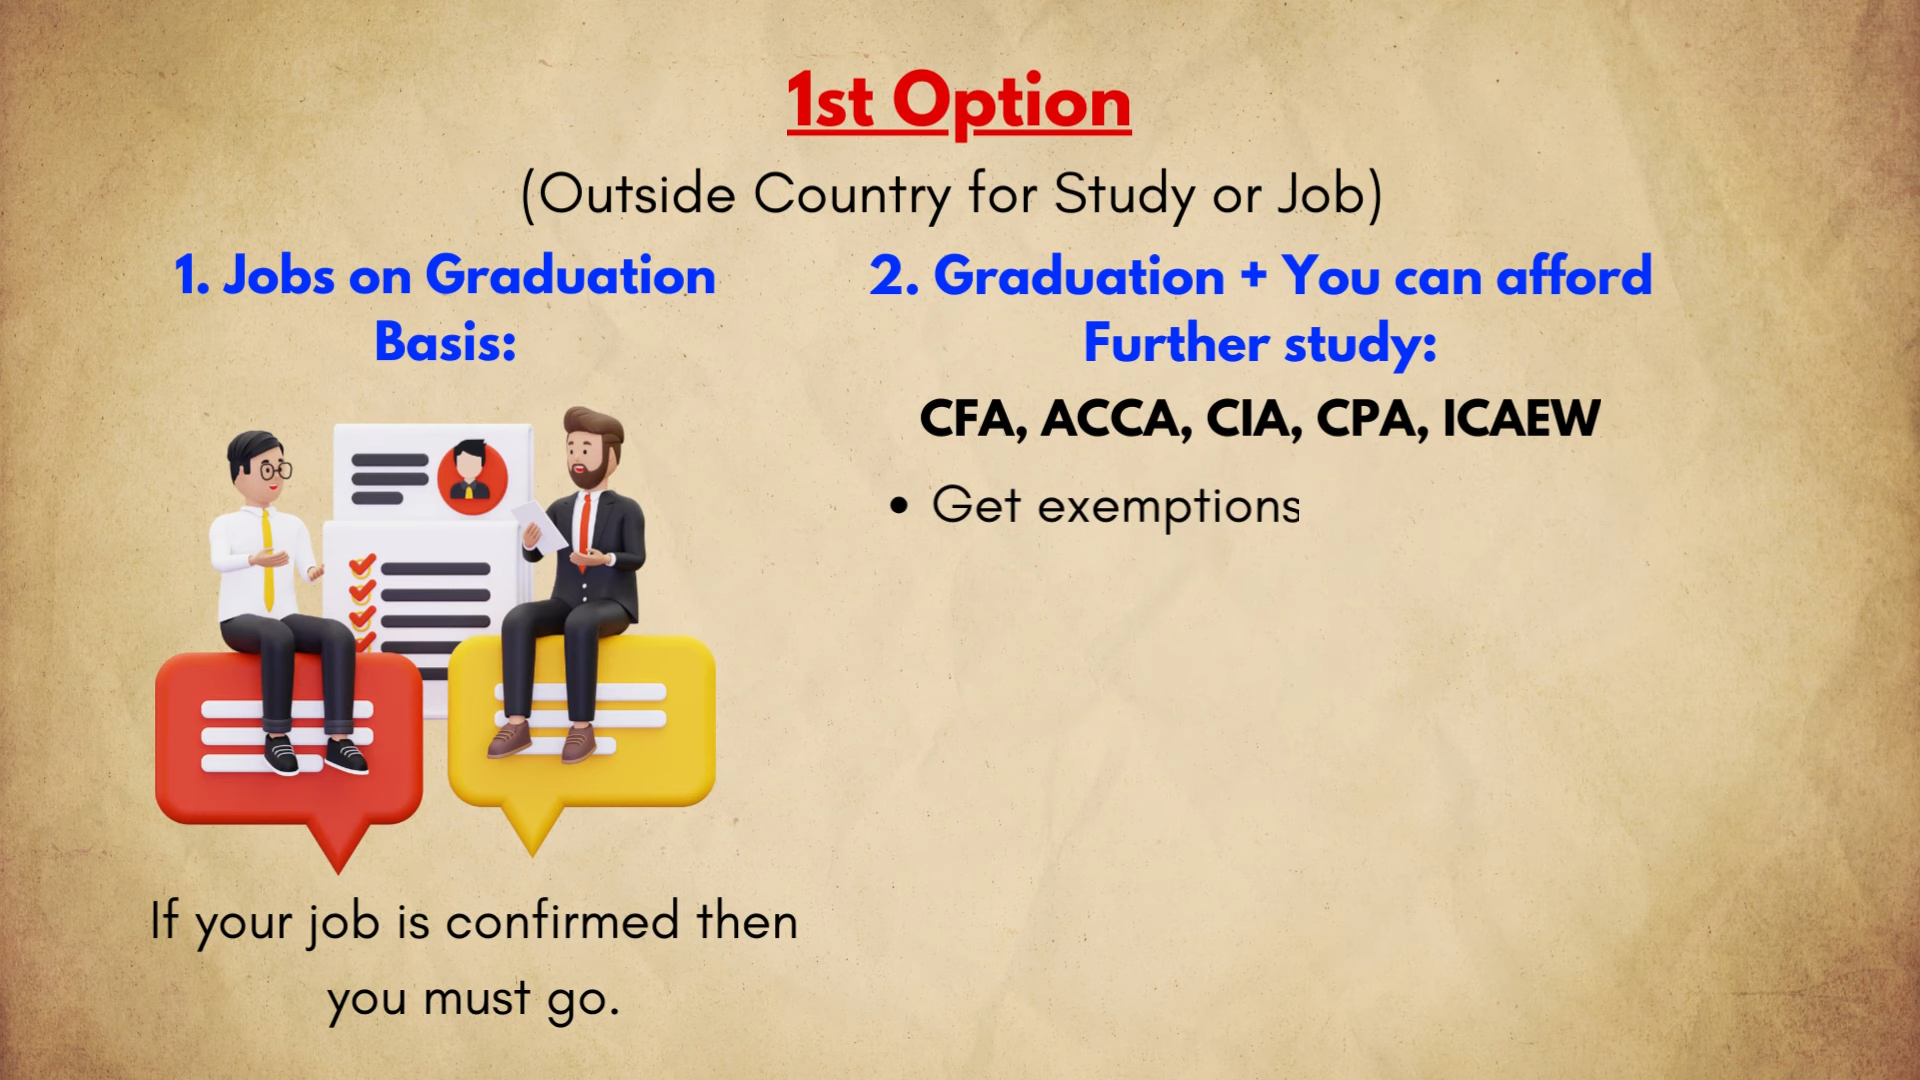 1st Option
(Outside Country for Study or Job)
1. Jobs on Graduation
Basis:
If your job is confirmed then
you must go.
2. Graduation + You can afford
Further study:
CFA, ACCA, CIA, CPA, ICAEW
• Get exemptions